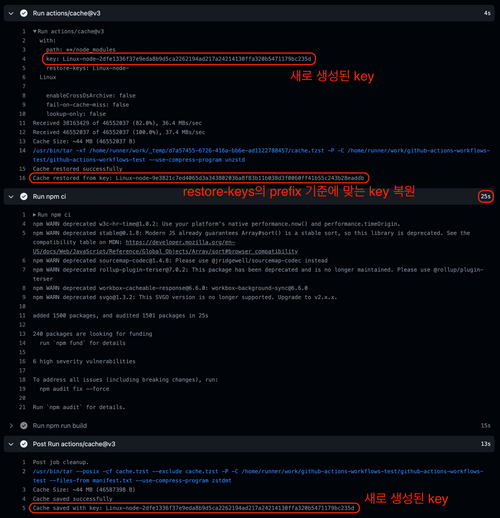 Run actions/cache@v3
4s
1 ▼Run actions/cache@v3
2 with:
3 path: **/node_modules
4 key: Linux-node-2dfe1336f37e9eda8b9d5ca2262194ad217a24214130ffa320b5471179bc235d
5 restore-keys: Linux-node-
새로 생성된 key
6 Linux
7
8 enableCrossOsArchive: false
9 fail-on-cache-miss: false
10 lookup-only: false
11 Received 38163429 of 46552037 (82.0%), 36.4 MBs/sec
12 Received 46552037 of 46552037 (100.0%), 37.4 MBs/sec
13 Cache Size: ~44 MB (46552037 B)
14 /usr/bin/tar -xf /home/runner/work/_temp/d7a57455-6726-416a-bb6e-ad1122788457/cache.tzst -P -C /home/runner/work/github-actions-workflows-
test/github-actions-workflows-test --use-compress-program unzstd
15 Cache restored successfully
16 Cache restored from key: Linux-node-9e3821c7ed4065d3a343802036a8f83b11b038d3f0060ff41b55c243b28eaddb
restore-keys의 prefix 기준에 맞는 key 복원
Run npm ci
25s
1 ▶Run npm ci
4 npm WARN deprecated w3c-hr-time@1.0.2: Use your platform's native performance.now() and performance.timeOrigin.
5 npm WARN deprecated stable@0.1.8: Modern JS already guarantees Array#sort() is a stable sort, so this library is deprecated. See the
compatibility table on MDN: https://developer.mozilla.org/en-
US/docs/Web/JavaScript/Reference/Global_Objects/Array/sort#browser_compatibility
6 npm WARN deprecated sourcemap-codec@1.4.8: Please use @jridgewell/sourcemap-codec instead
7 npm WARN deprecated rollup-plugin-terser@7.0.2: This package has been deprecated and is no longer maintained. Please use @rollup/plugin-
terser
8 npm WARN deprecated workbox-cacheable-response@6.6.0: workbox-background-sync@6.6.0
9 npm WARN deprecated svgo@1.3.2: This SVGO version is no longer supported. Upgrade to v2.x.x.
10
11 added 1500 packages, and audited 1501 packages in 25s
12
13 240 packages are looking for funding
14 run `npm fund` for details
15
16 6 high severity vulnerabilities
17
18 To address all issues (including breaking changes), run:
19 npm audit fix --force
20
21 Run `npm audit` for details.
Run npm run build
15s
Post Run actions/cache@v3
13s
1 Post job cleanup.
2 /usr/bin/tar --posix -cf cache.tzst --exclude cache.tzst -P -C /home/runner/work/github-actions-workflows-test/github-actions-workflows-
test --files-from manifest.txt --use-compress-program zstdmt
3 Cache Size: ~44 MB (46587398 B)
4 Cache saved successfully
새로 생성된 key
5 Cache saved with key: Linux-node-2dfe1336f37e9eda8b9d5ca2262194ad217a24214130ffa320b5471179bc235d